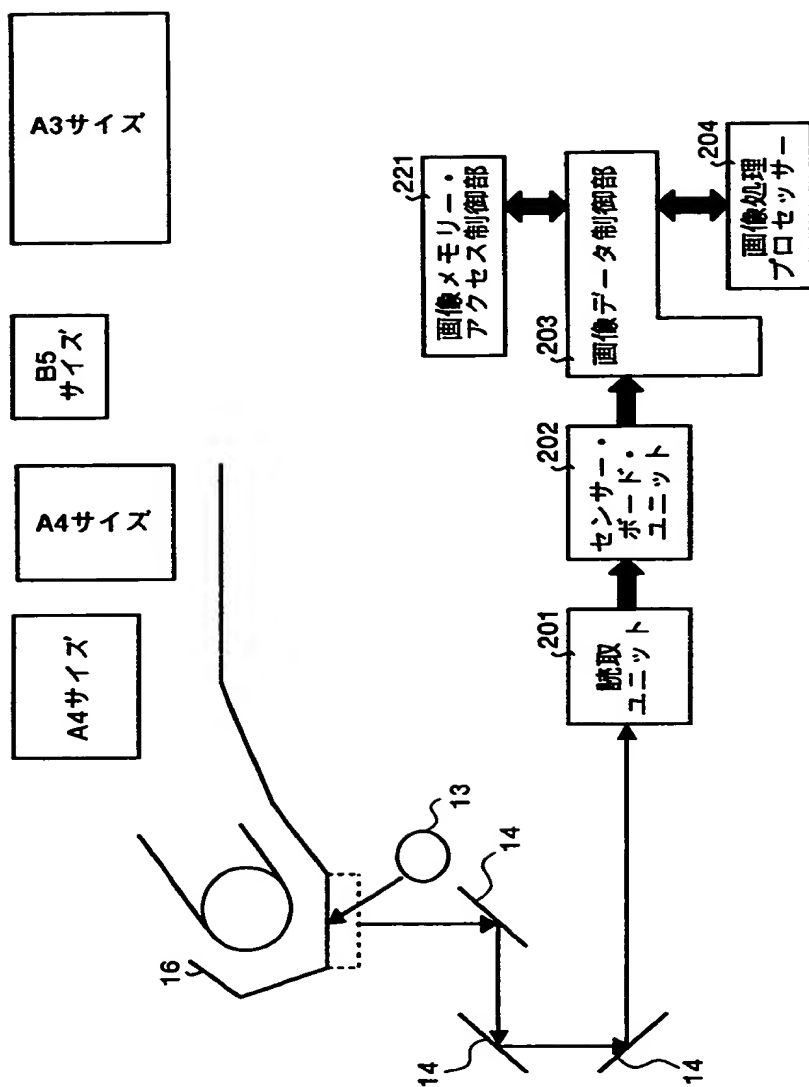 A4サイズ
A4サイズ
B5
サイズ
A3サイズ
16
13
14
14
14
221
画像メモリー・
アクセス制御部
201
読取
ユニット
202
センサー・
ボード・
ユニット
203
画像データ制御部
204
画像処理
プロセッサー